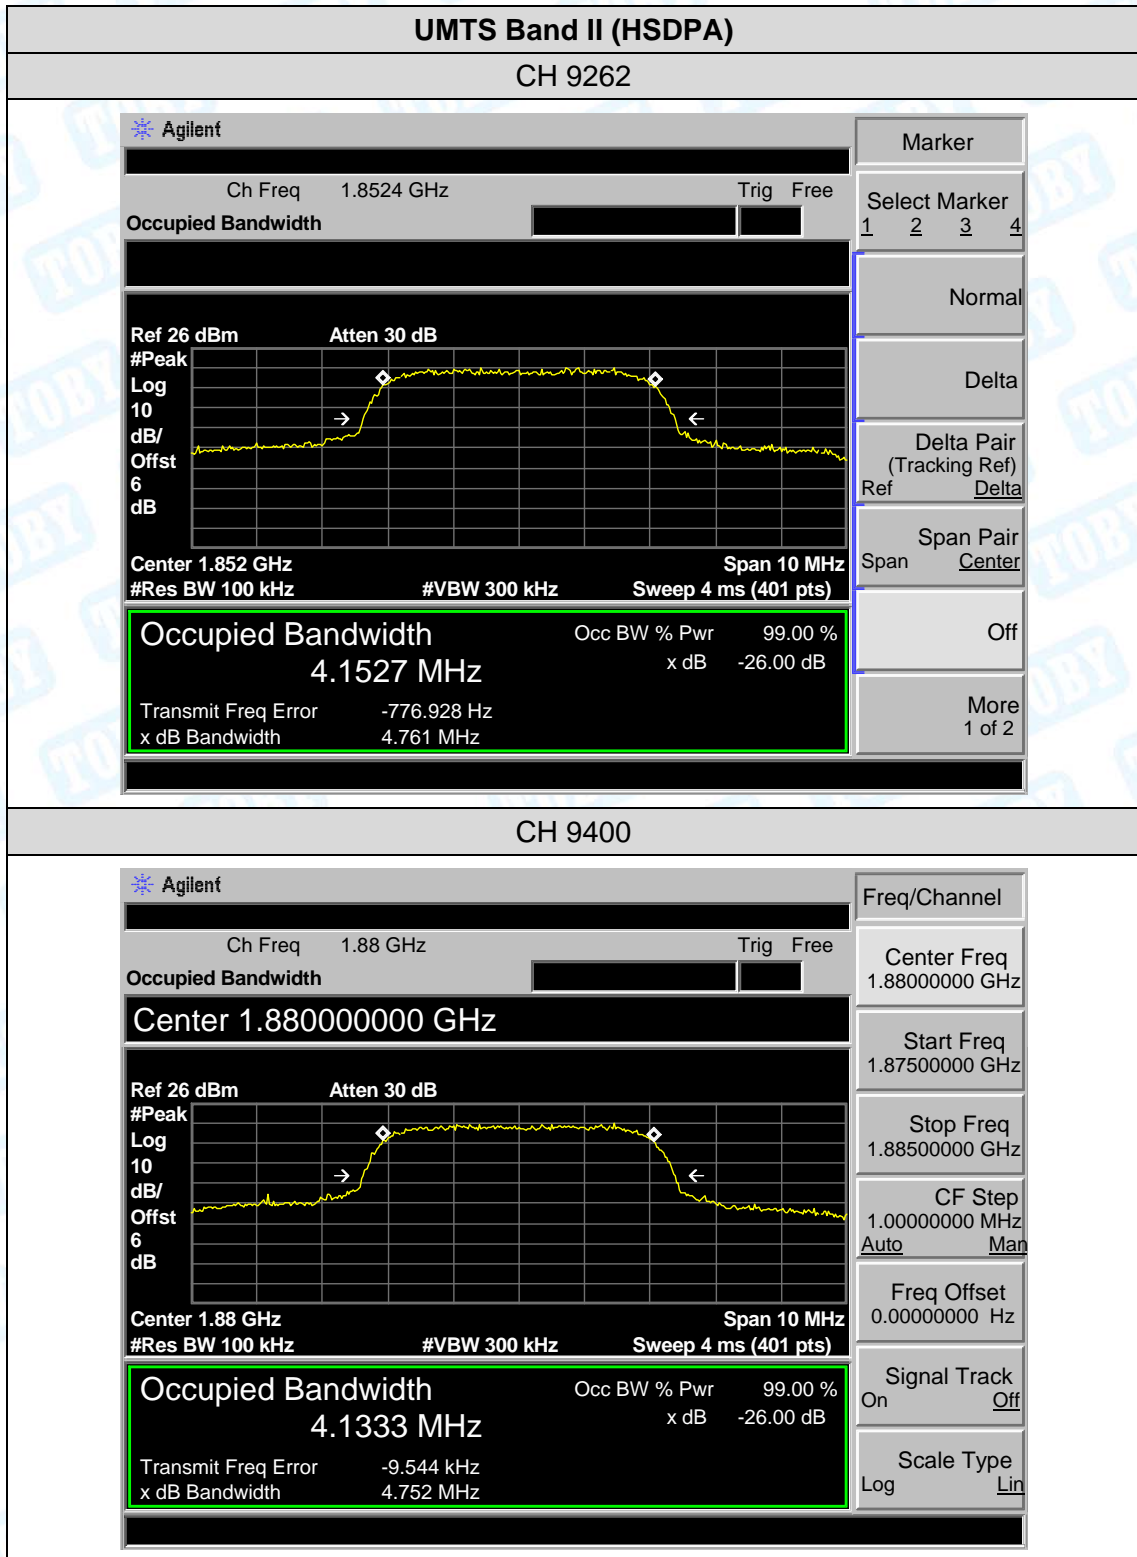 UMTS Band II (HSDPA)
CH 9262
Agilent
Marker
Ch Freq 1.8524 GHz Trig Free
Occupied Bandwidth
Select Marker
1 2 3 4
Normal
Ref 26 dBm Atten 30 dB
#Peak
Log
10
dB/
Offst
6
dB
Delta
Delta Pair
(Tracking Ref)
Ref Delta
Span Pair
Span Center
Center 1.852 GHz Span 10 MHz
#Res BW 100 kHz #VBW 300 kHz Sweep 4 ms (401 pts)
Occupied Bandwidth Occ BW % Pwr 99.00 %
4.1527 MHz x dB -26.00 dB
Off
Transmit Freq Error -776.928 Hz
x dB Bandwidth 4.761 MHz
More
1 of 2
CH 9400
Agilent
Freq/Channel
Ch Freq 1.88 GHz Trig Free
Occupied Bandwidth
Center Freq
1.88000000 GHz
Center 1.880000000 GHz
Start Freq
1.87500000 GHz
Ref 26 dBm Atten 30 dB
#Peak
Log
10
dB/
Offst
6
dB
Stop Freq
1.88500000 GHz
CF Step
1.00000000 MHz
Auto Man
Freq Offset
0.00000000 Hz
Center 1.88 GHz Span 10 MHz
#Res BW 100 kHz #VBW 300 kHz Sweep 4 ms (401 pts)
Occupied Bandwidth Occ BW % Pwr 99.00 %
4.1333 MHz x dB -26.00 dB
Signal Track
On Off
Transmit Freq Error -9.544 kHz
x dB Bandwidth 4.752 MHz
Scale Type
Log Lin
TOBY